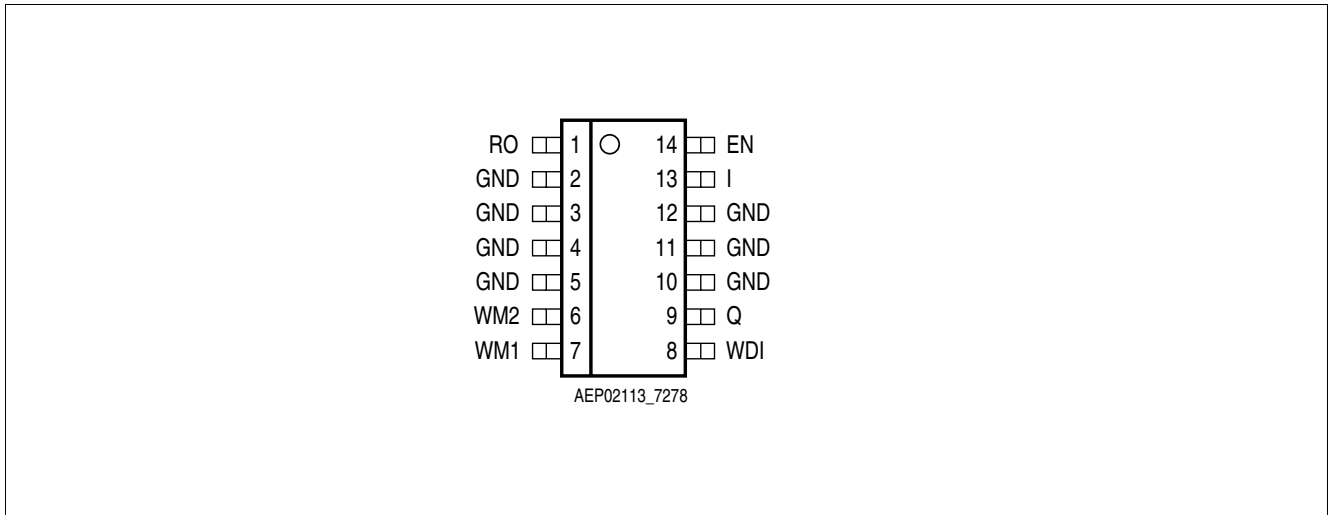 RO 1 14 EN
GND 2 13 I
GND 3 12 GND
GND 4 11 GND
GND 5 10 GND
WM2 6 9 Q
WM1 7 8 WDI
AEP02113_7278